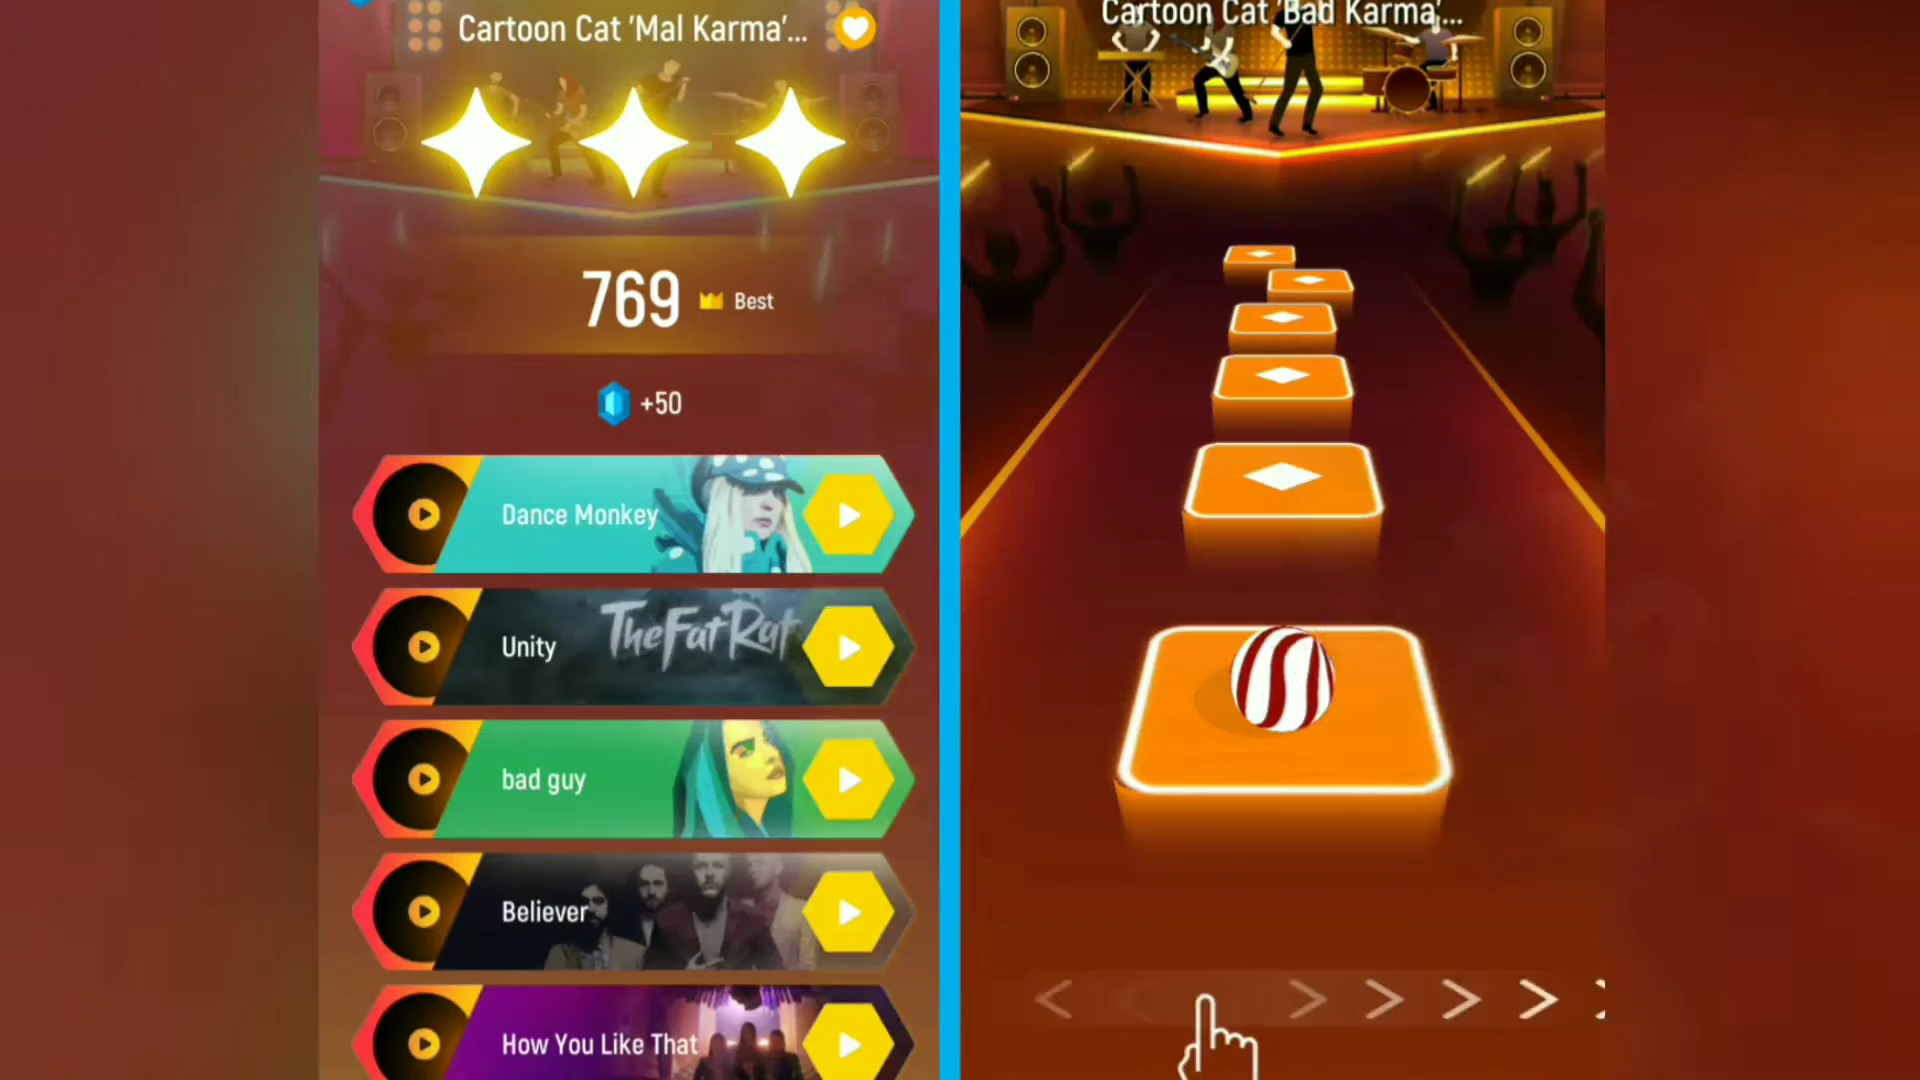 Cartoon Cat 'Mal Karma'...
769 Best
+50
Dance Monkey
Unity TheFatRat
bad guy
Believer
How You Like That
Cartoon Cat 'Bad Karma'...